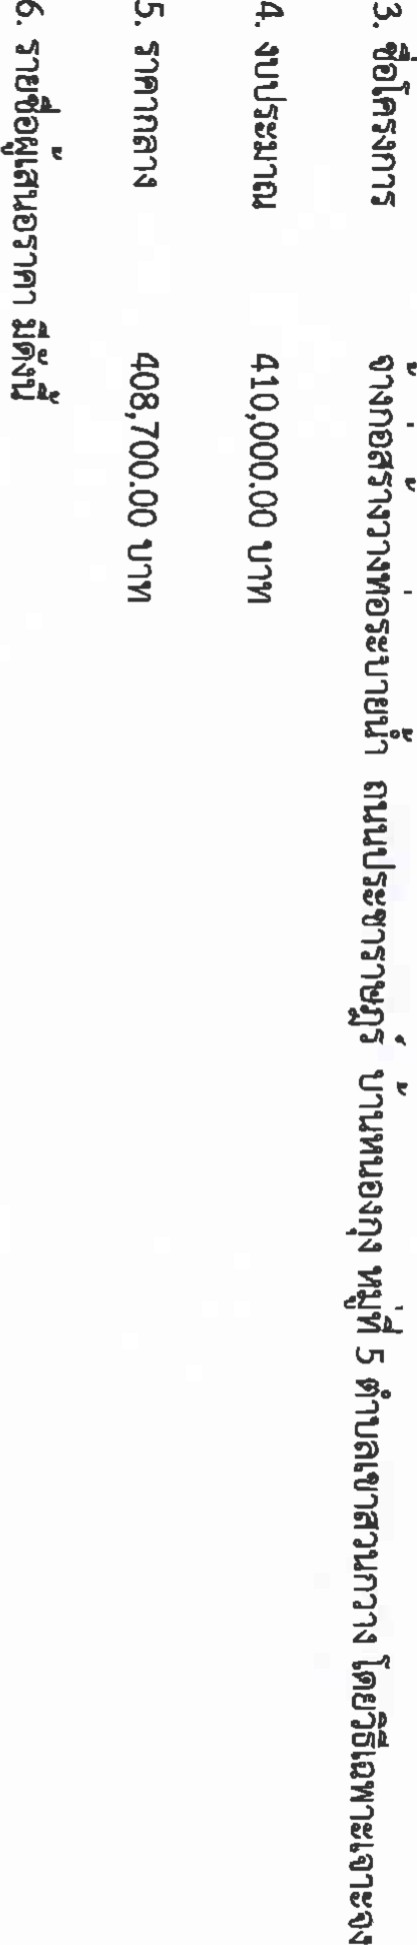 3. ชื่อโครงการ จ้างก่อสร้างวางท่อระบายน้ำ ถนนประชาราษฎร์ บ้านหนองกุง หมู่ที่ 5 ตำบลเขาสวนกวาง โดยวิธีเฉพาะเจาะจง
4. งบประมาณ 410,000.00 บาท
5. ราคากลาง 408,700.00 บาท
6. รายชื่อผู้เสนอราคา มีดังนี้